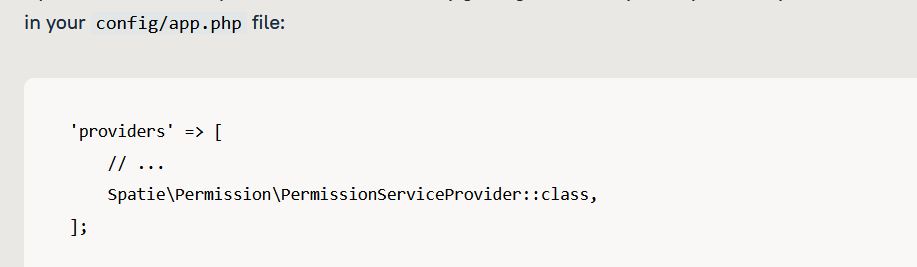 in your config/app.php file:
'providers' => [
// ...
Spatie\Permission\PermissionServiceProvider::class,
];